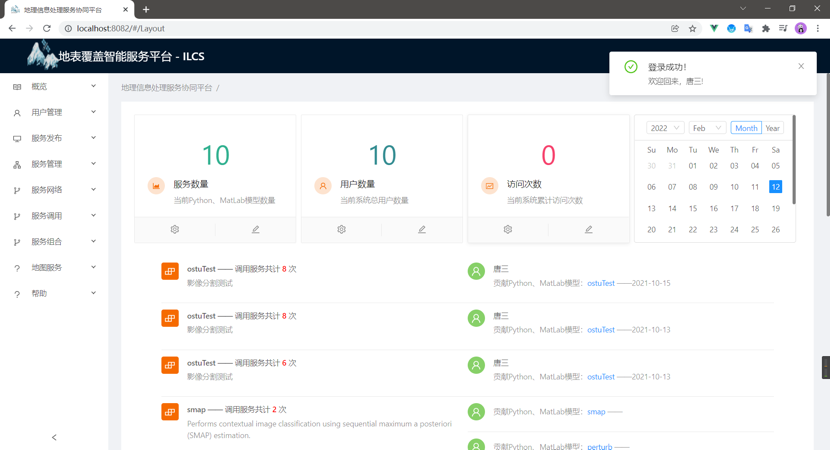 地理信息处理服务协同平台
localhost:8082/#/Layout
地表覆盖智能服务平台 - ILCS
登录成功!
欢迎回来，唐三!
概览
用户管理
服务发布
服务管理
服务网络
服务调用
服务组合
地图服务
帮助
地理信息处理服务协同平台 /
10
服务数量
当前Python、MatLab模型数量
10
用户数量
当前系统总用户数量
0
访问次数
当前系统累计访问次数
2022 Feb Month Year
Su Mo Tu We Th Fr Sa
30 31 01 02 03 04 05
06 07 08 09 10 11 12
13 14 15 16 17 18 19
20 21 22 23 24 25 26
ostuTest —— 调用服务共计 8 次
影像分割测试
ostuTest —— 调用服务共计 8 次
影像分割测试
ostuTest —— 调用服务共计 6 次
影像分割测试
smap —— 调用服务共计 2 次
Performs contextual image classification using sequential maximum a posteriori
(SMAP) estimation.
唐三
贡献Python、MatLab模型：ostuTest ——2021-10-15
唐三
贡献Python、MatLab模型：ostuTest ——2021-10-13
唐三
贡献Python、MatLab模型：ostuTest ——2021-10-13
贡献Python、MatLab模型：smap ——
贡献Python、MatLab模型：perturb ——